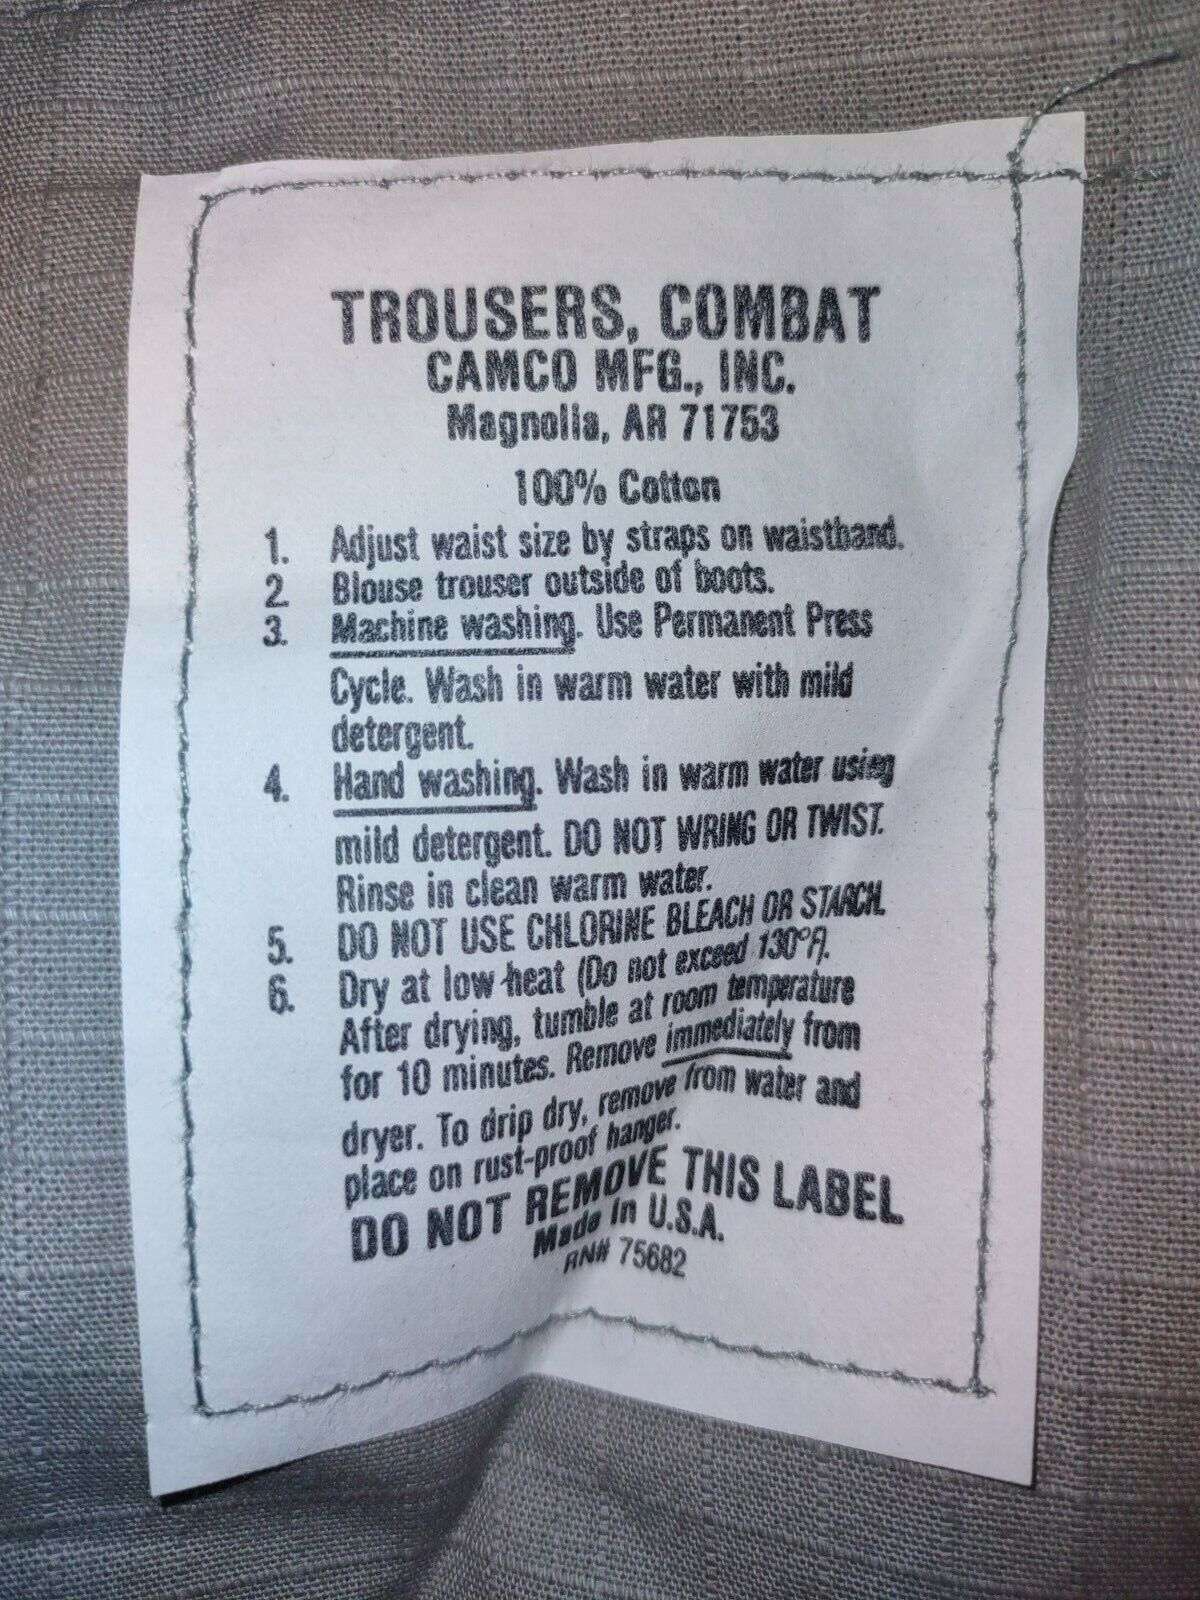 TROUSERS, COMBAT
CAMCO MFG., INC.
Magnolia, AR 71753
100% Cotton
1. Adjust waist size by straps on waistband.
2. Blouse trouser outside of boots.
3. Machine washing. Use Permanent Press
Cycle. Wash in warm water with mild
detergent.
4. Hand washing. Wash in warm water using
mild detergent. DO NOT WRING OR TWIST.
Rinse in clean warm water.
5. DO NOT USE CHLORINE BLEACH OR STARCH.
6. Dry at low heat (Do not exceed 130°F).
After drying, tumble at room temperature
for 10 minutes. Remove immediately from
dryer. To drip dry, remove from water and
place on rust-proof hanger.
DO NOT REMOVE THIS LABEL
Made in U.S.A.
RN# 75682